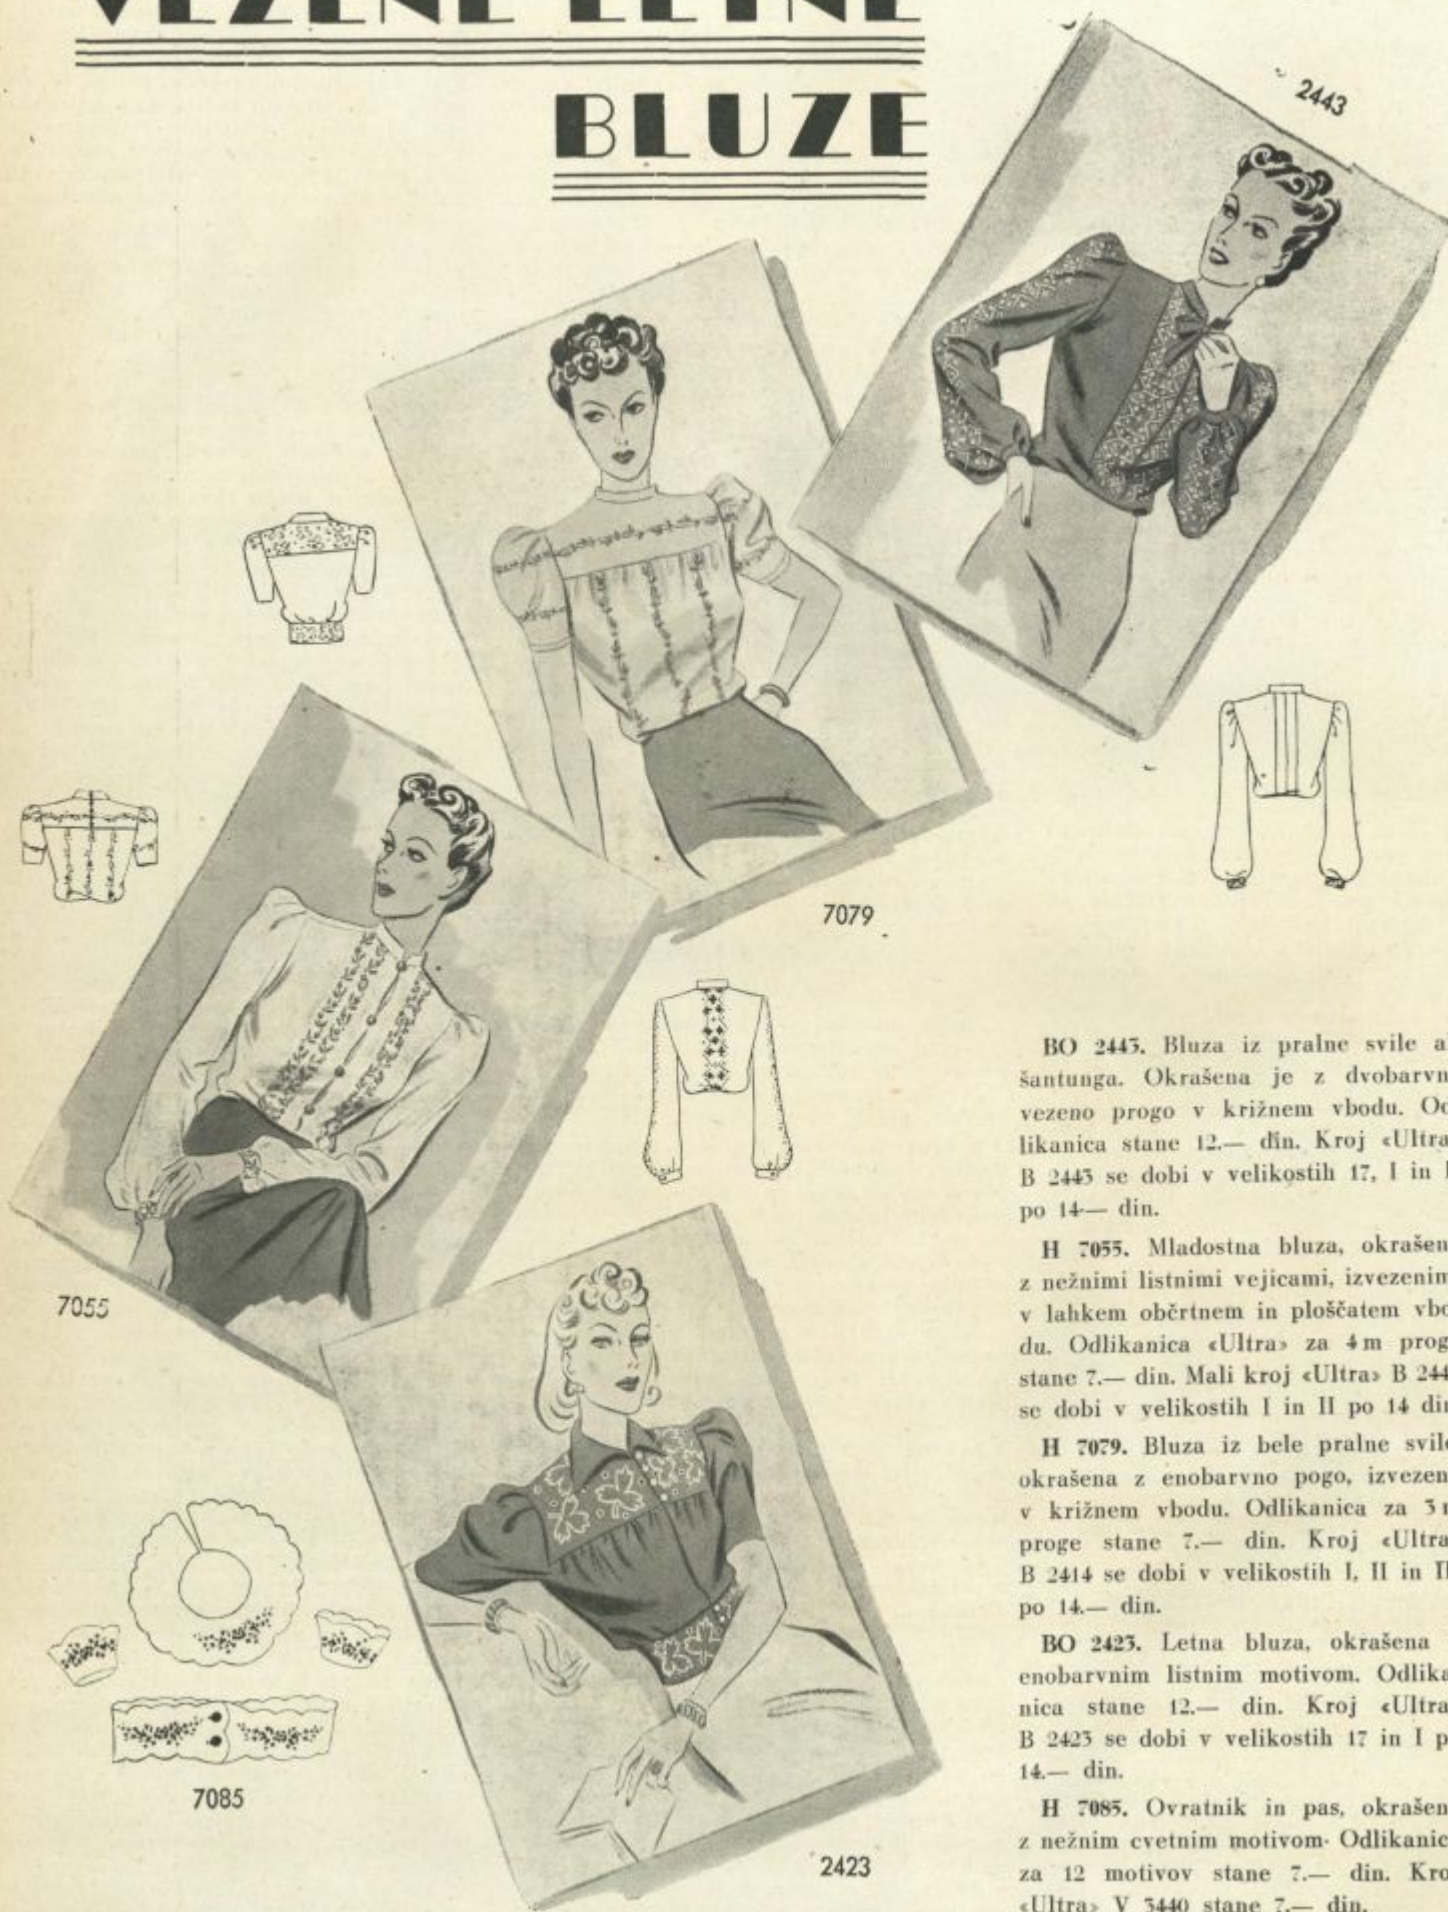 VEZENE LETNE
BLUZE
2443
7079
7055
7085
2423
BO 2443. Bluza iz pralne svile a
šantunga. Okrašena je z dvobarvn
vezeno progo v križnem vbodu. Od
likanica stane 12.— din. Kroj «Ultra
B 2443 se dobi v velikostih 17, I in I
po 14— din.
H 7055. Mladostna bluza, okrašen
z nežnimi listnimi vejicami, izvezenim
v lahkem občrtnem in ploščatem vbo
du. Odlikanica «Ultra» za 4 m prog
stane 7.— din. Mali kroj «Ultra» B 244
se dobi v velikostih I in II po 14 din
H 7079. Bluza iz bele pralne svile
okrašena z enobarvno pogo, izvezen
v križnem vbodu. Odlikanica za 3 m
proge stane 7.— din. Kroj «Ultra
B 2414 se dobi v velikostih I, II in II
po 14.— din.
BO 2423. Letna bluza, okrašena
enobarvnim listnim motivom. Odlika
nica stane 12.— din. Kroj «Ultra
B 2423 se dobi v velikostih 17 in I p
14.— din.
H 7085. Ovratnik in pas, okrašen
z nežnim cvetnim motivom· Odlikanic
za 12 motivov stane 7.— din. Kro
«Ultra» V 3440 stane 7.— din.